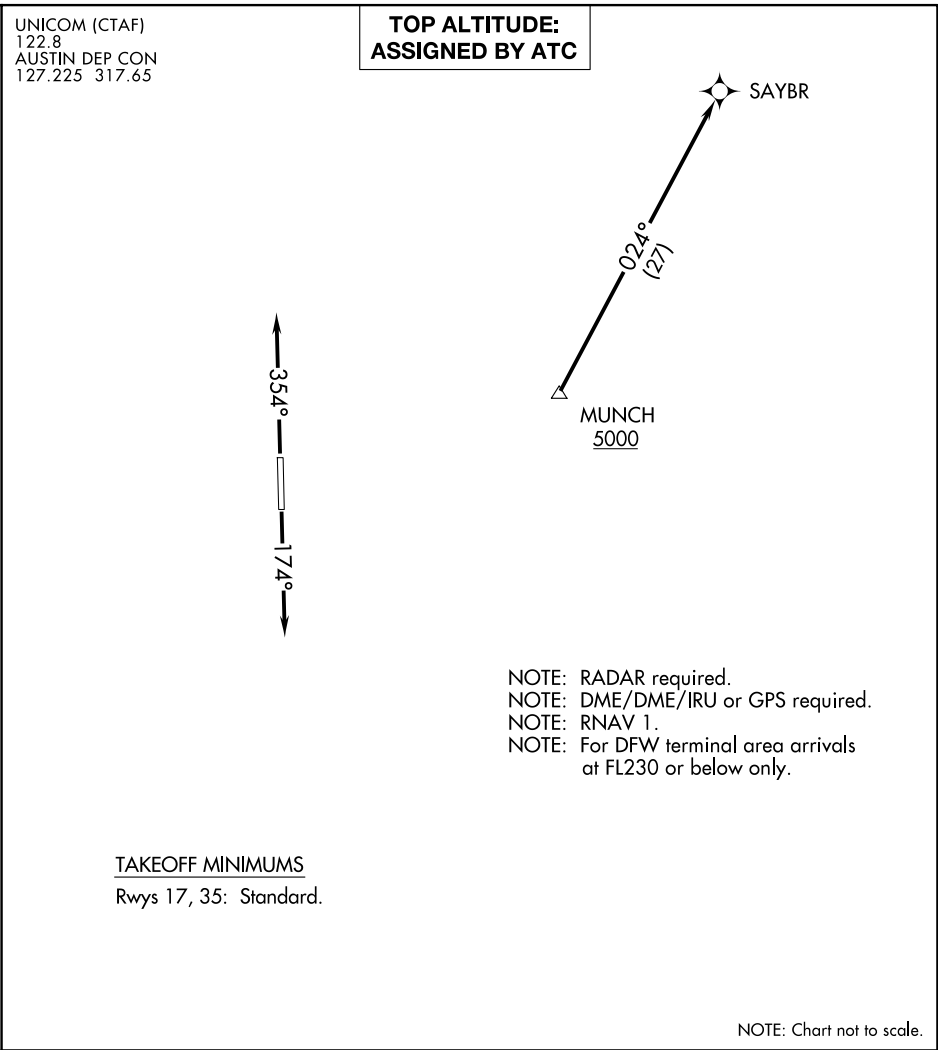 UNICOM (CTAF)
122.8
AUSTIN DEP CON
127.225 317.65
TOP ALTITUDE:
ASSIGNED BY ATC
SAYBR
024°
(27)
MUNCH
5000
354°
174°
NOTE: RADAR required.
NOTE: DME/DME/IRU or GPS required.
NOTE: RNAV 1.
NOTE: For DFW terminal area arrivals
at FL230 or below only.
TAKEOFF MINIMUMS
Rwys 17, 35: Standard.
NOTE: Chart not to scale.